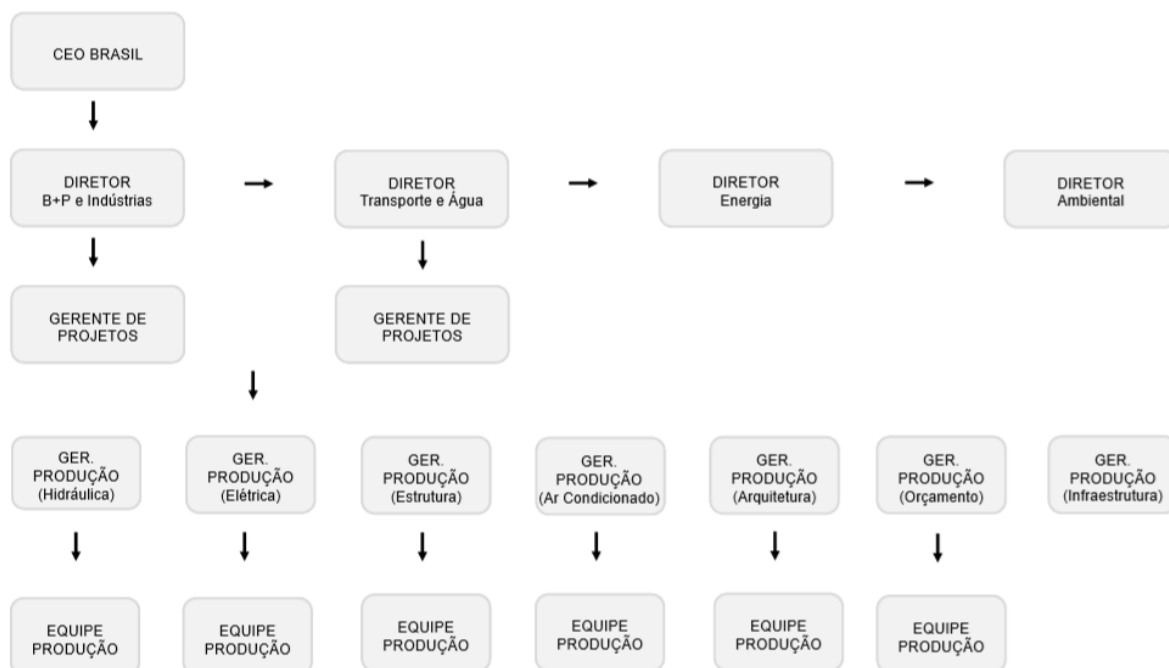 CEO BRASIL
DIRETOR
B+P e Indústrias
DIRETOR
Transporte e Água
DIRETOR
Energia
DIRETOR
Ambiental
GERENTE DE
PROJETOS
GERENTE DE
PROJETOS
GER.
PRODUÇÃO
(Hidráulica)
GER.
PRODUÇÃO
(Elétrica)
GER.
PRODUÇÃO
(Estrutura)
GER.
PRODUÇÃO
(Ar Condicionado)
GER.
PRODUÇÃO
(Arquitetura)
GER.
PRODUÇÃO
(Orçamento)
GER.
PRODUÇÃO
(Infraestrutura)
EQUIPE
PRODUÇÃO
EQUIPE
PRODUÇÃO
EQUIPE
PRODUÇÃO
EQUIPE
PRODUÇÃO
EQUIPE
PRODUÇÃO
EQUIPE
PRODUÇÃO